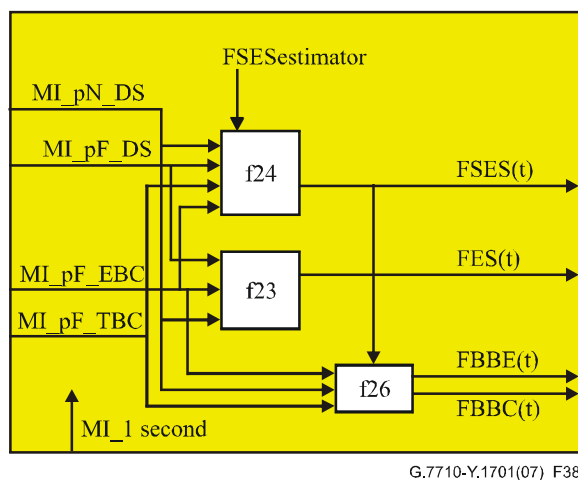 FSESestimator
MI_pN_DS
MI_pF_DS
f24
FSES(t)
MI_pF_EBC
f23
FES(t)
MI_pF_TBC
f26
FBBE(t)
FBBC(t)
MI_1 second
G.7710-Y.1701(07)_F38